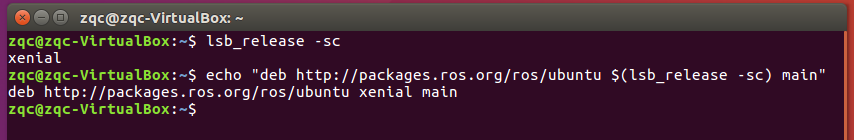 zqc@zqc-VirtualBox: ~
zqc@zqc-VirtualBox:~$ lsb_release -sc
xenial
zqc@zqc-VirtualBox:~$ echo "deb http://packages.ros.org/ros/ubuntu $(lsb_release -sc) main"
deb http://packages.ros.org/ros/ubuntu xenial main
zqc@zqc-VirtualBox:~$